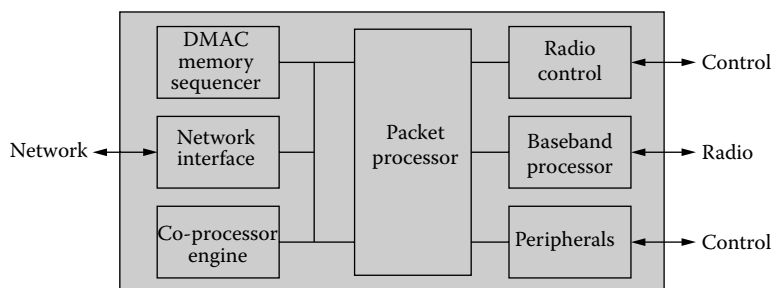 DMAC
memory
sequencer
Radio
control
Control
Network
Network
interface
Packet
processor
Baseband
processor
Radio
Co-processor
engine
Peripherals
Control